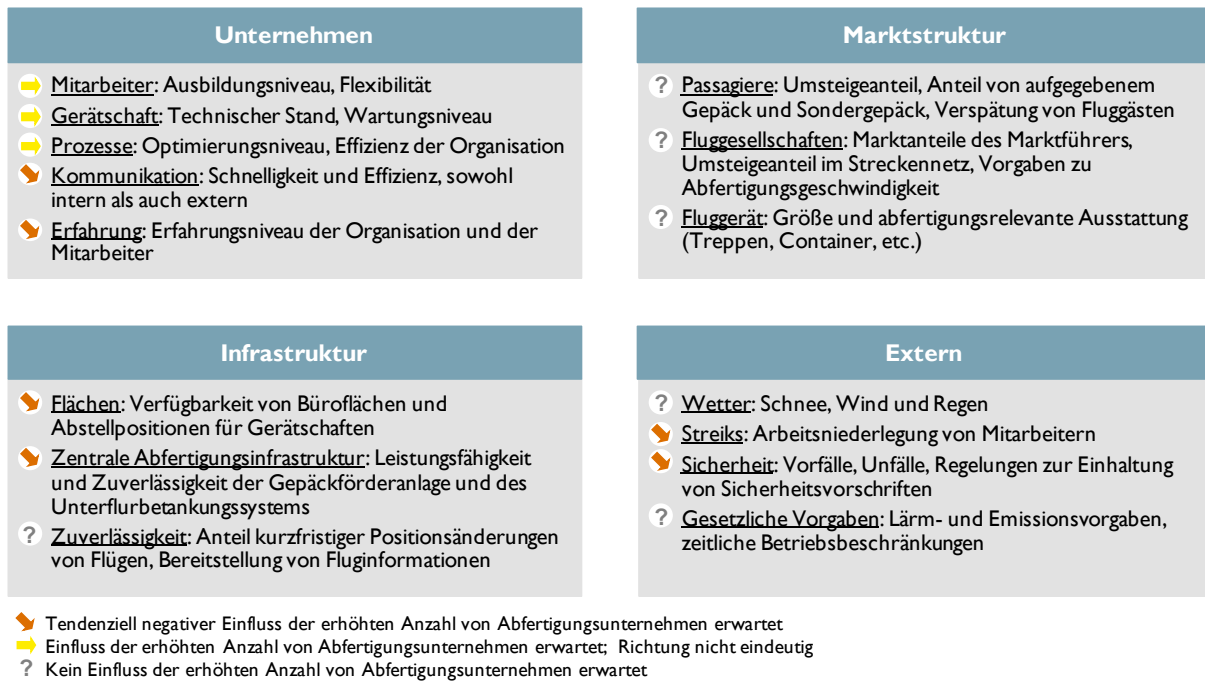 Unternehmen
Mitarbeiter: Ausbildungsniveau, Flexibilität
Gerätschaft: Technischer Stand, Wartungsniveau
Prozesse: Optimierungsniveau, Effizienz der Organisation
Kommunikation: Schnelligkeit und Effizienz, sowohl
intern als auch extern
Erfahrung: Erfahrungsniveau der Organisation und der
Mitarbeiter
Marktstruktur
? Passagiere: Umsteigeanteil, Anteil von aufgegebenem
Gepäck und Sondergepäck, Verspätung von Fluggästen
? Fluggesellschaften: Marktanteile des Marktführers,
Umsteigeanteil im Streckennetz, Vorgaben zu
Abfertigungsgeschwindigkeit
? Fluggerät: Größe und abfertigungsrelevante Ausstattung
(Treppen, Container, etc.)
Infrastruktur
Flächen: Verfügbarkeit von Büroflächen und
Abstellpositionen für Gerätschaften
Zentrale Abfertigungsinfrastruktur: Leistungsfähigkeit
und Zuverlässigkeit der Gepäckförderanlage und des
Unterflurbetankungssystems
? Zuverlässigkeit: Anteil kurzfristiger Positionsänderungen
von Flügen, Bereitstellung von Fluginformationen
Extern
? Wetter: Schnee, Wind und Regen
Streiks: Arbeitsniederlegung von Mitarbeitern
Sicherheit: Vorfälle, Unfälle, Regelungen zur Einhaltung
von Sicherheitsvorschriften
? Gesetzliche Vorgaben: Lärm- und Emissionsvorgaben,
zeitliche Betriebsbeschränkungen
Tendenziell negativer Einfluss der erhöhten Anzahl von Abfertigungsunternehmen erwartet
Einfluss der erhöhten Anzahl von Abfertigungsunternehmen erwartet; Richtung nicht eindeutig
? Kein Einfluss der erhöhten Anzahl von Abfertigungsunternehmen erwartet